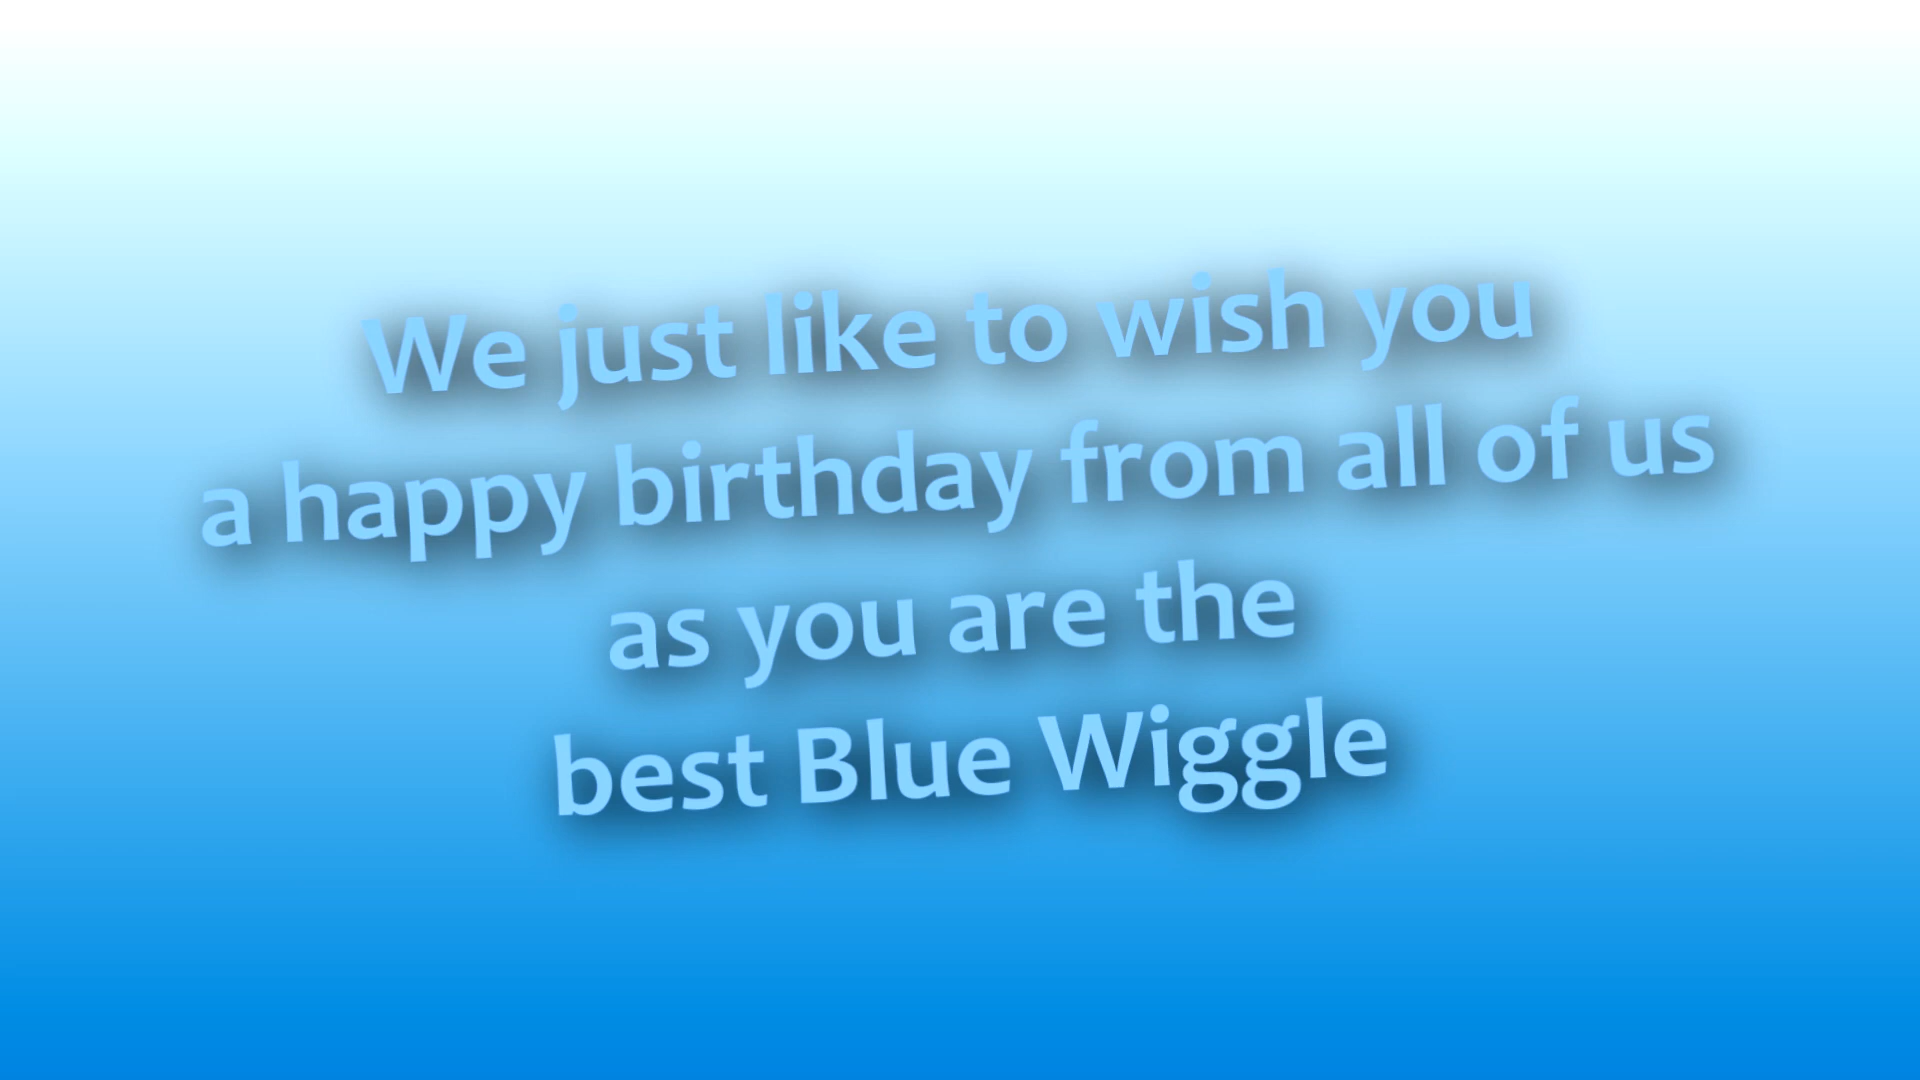 We just like to wish you
a happy birthday from all of us
as you are the
best Blue Wiggle